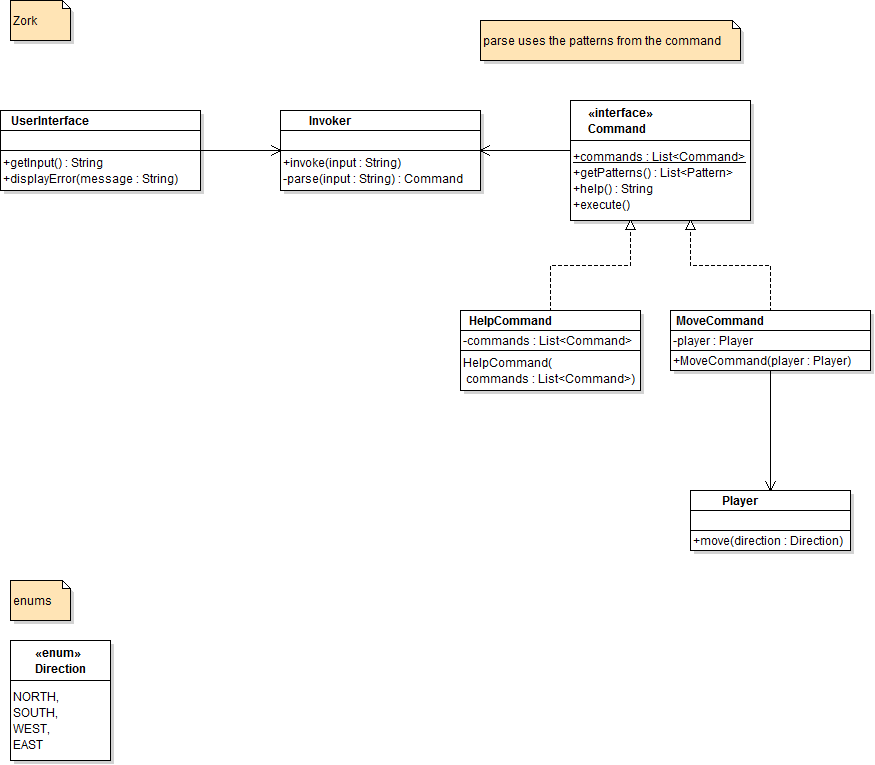 Zork
parse uses the patterns from the command
UserInterface
+getInput() : String
+displayError(message : String)
Invoker
+invoke(input : String)
-parse(input : String) : Command
«interface»
Command
+commands : List<Command>
+getPatterns() : List<Pattern>
+help() : String
+execute()
HelpCommand
-commands : List<Command>
HelpCommand(
commands : List<Command>)
MoveCommand
-player : Player
+MoveCommand(player : Player)
Player
+move(direction : Direction)
enums
«enum»
Direction
NORTH,
SOUTH,
WEST,
EAST